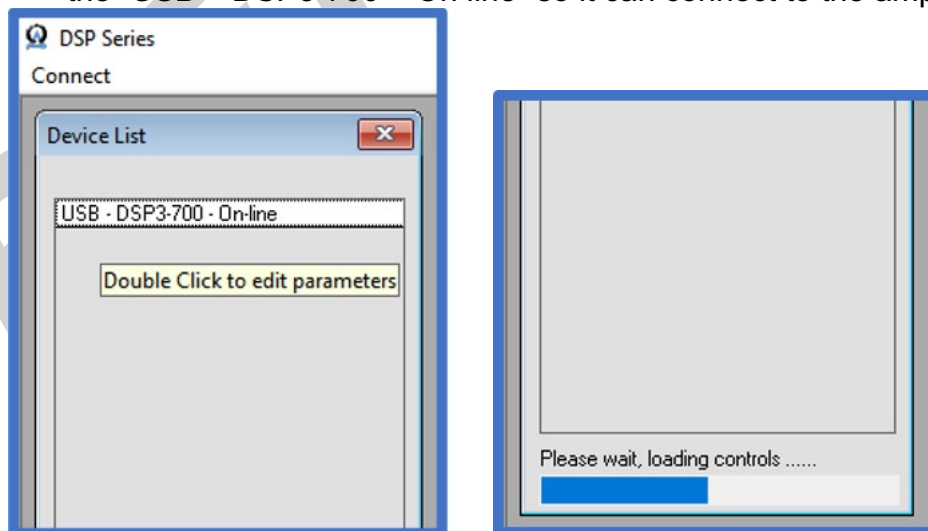 DSP Series
Connect
Device List
USB - DSP3-700 - On-line
Double Click to edit parameters
Please wait, loading controls ......